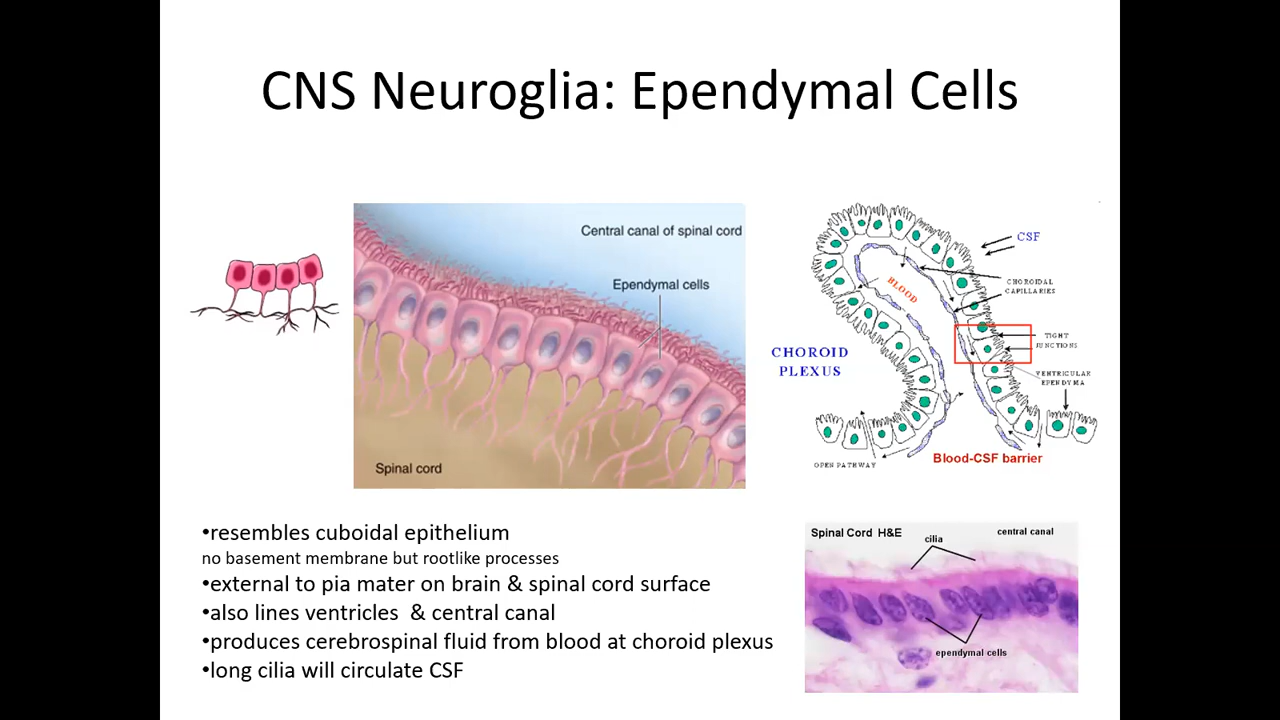 CNS Neuroglia: Ependymal Cells
Central canal of spinal cord
Ependymal cells
Spinal cord
CSF
CHOROIDAL
CAPILLARIES
BLOOD
TIGHT
JUNCTIONS
CHOROID
PLEXUS
VENTRICULAR
EPENDYMA
OPEN PATHWAY
Blood-CSF barrier
•resembles cuboidal epithelium
no basement membrane but rootlike processes
•external to pia mater on brain & spinal cord surface
•also lines ventricles & central canal
•produces cerebrospinal fluid from blood at choroid plexus
•long cilia will circulate CSF
Spinal Cord H&E
cilia
central canal
ependymal cells